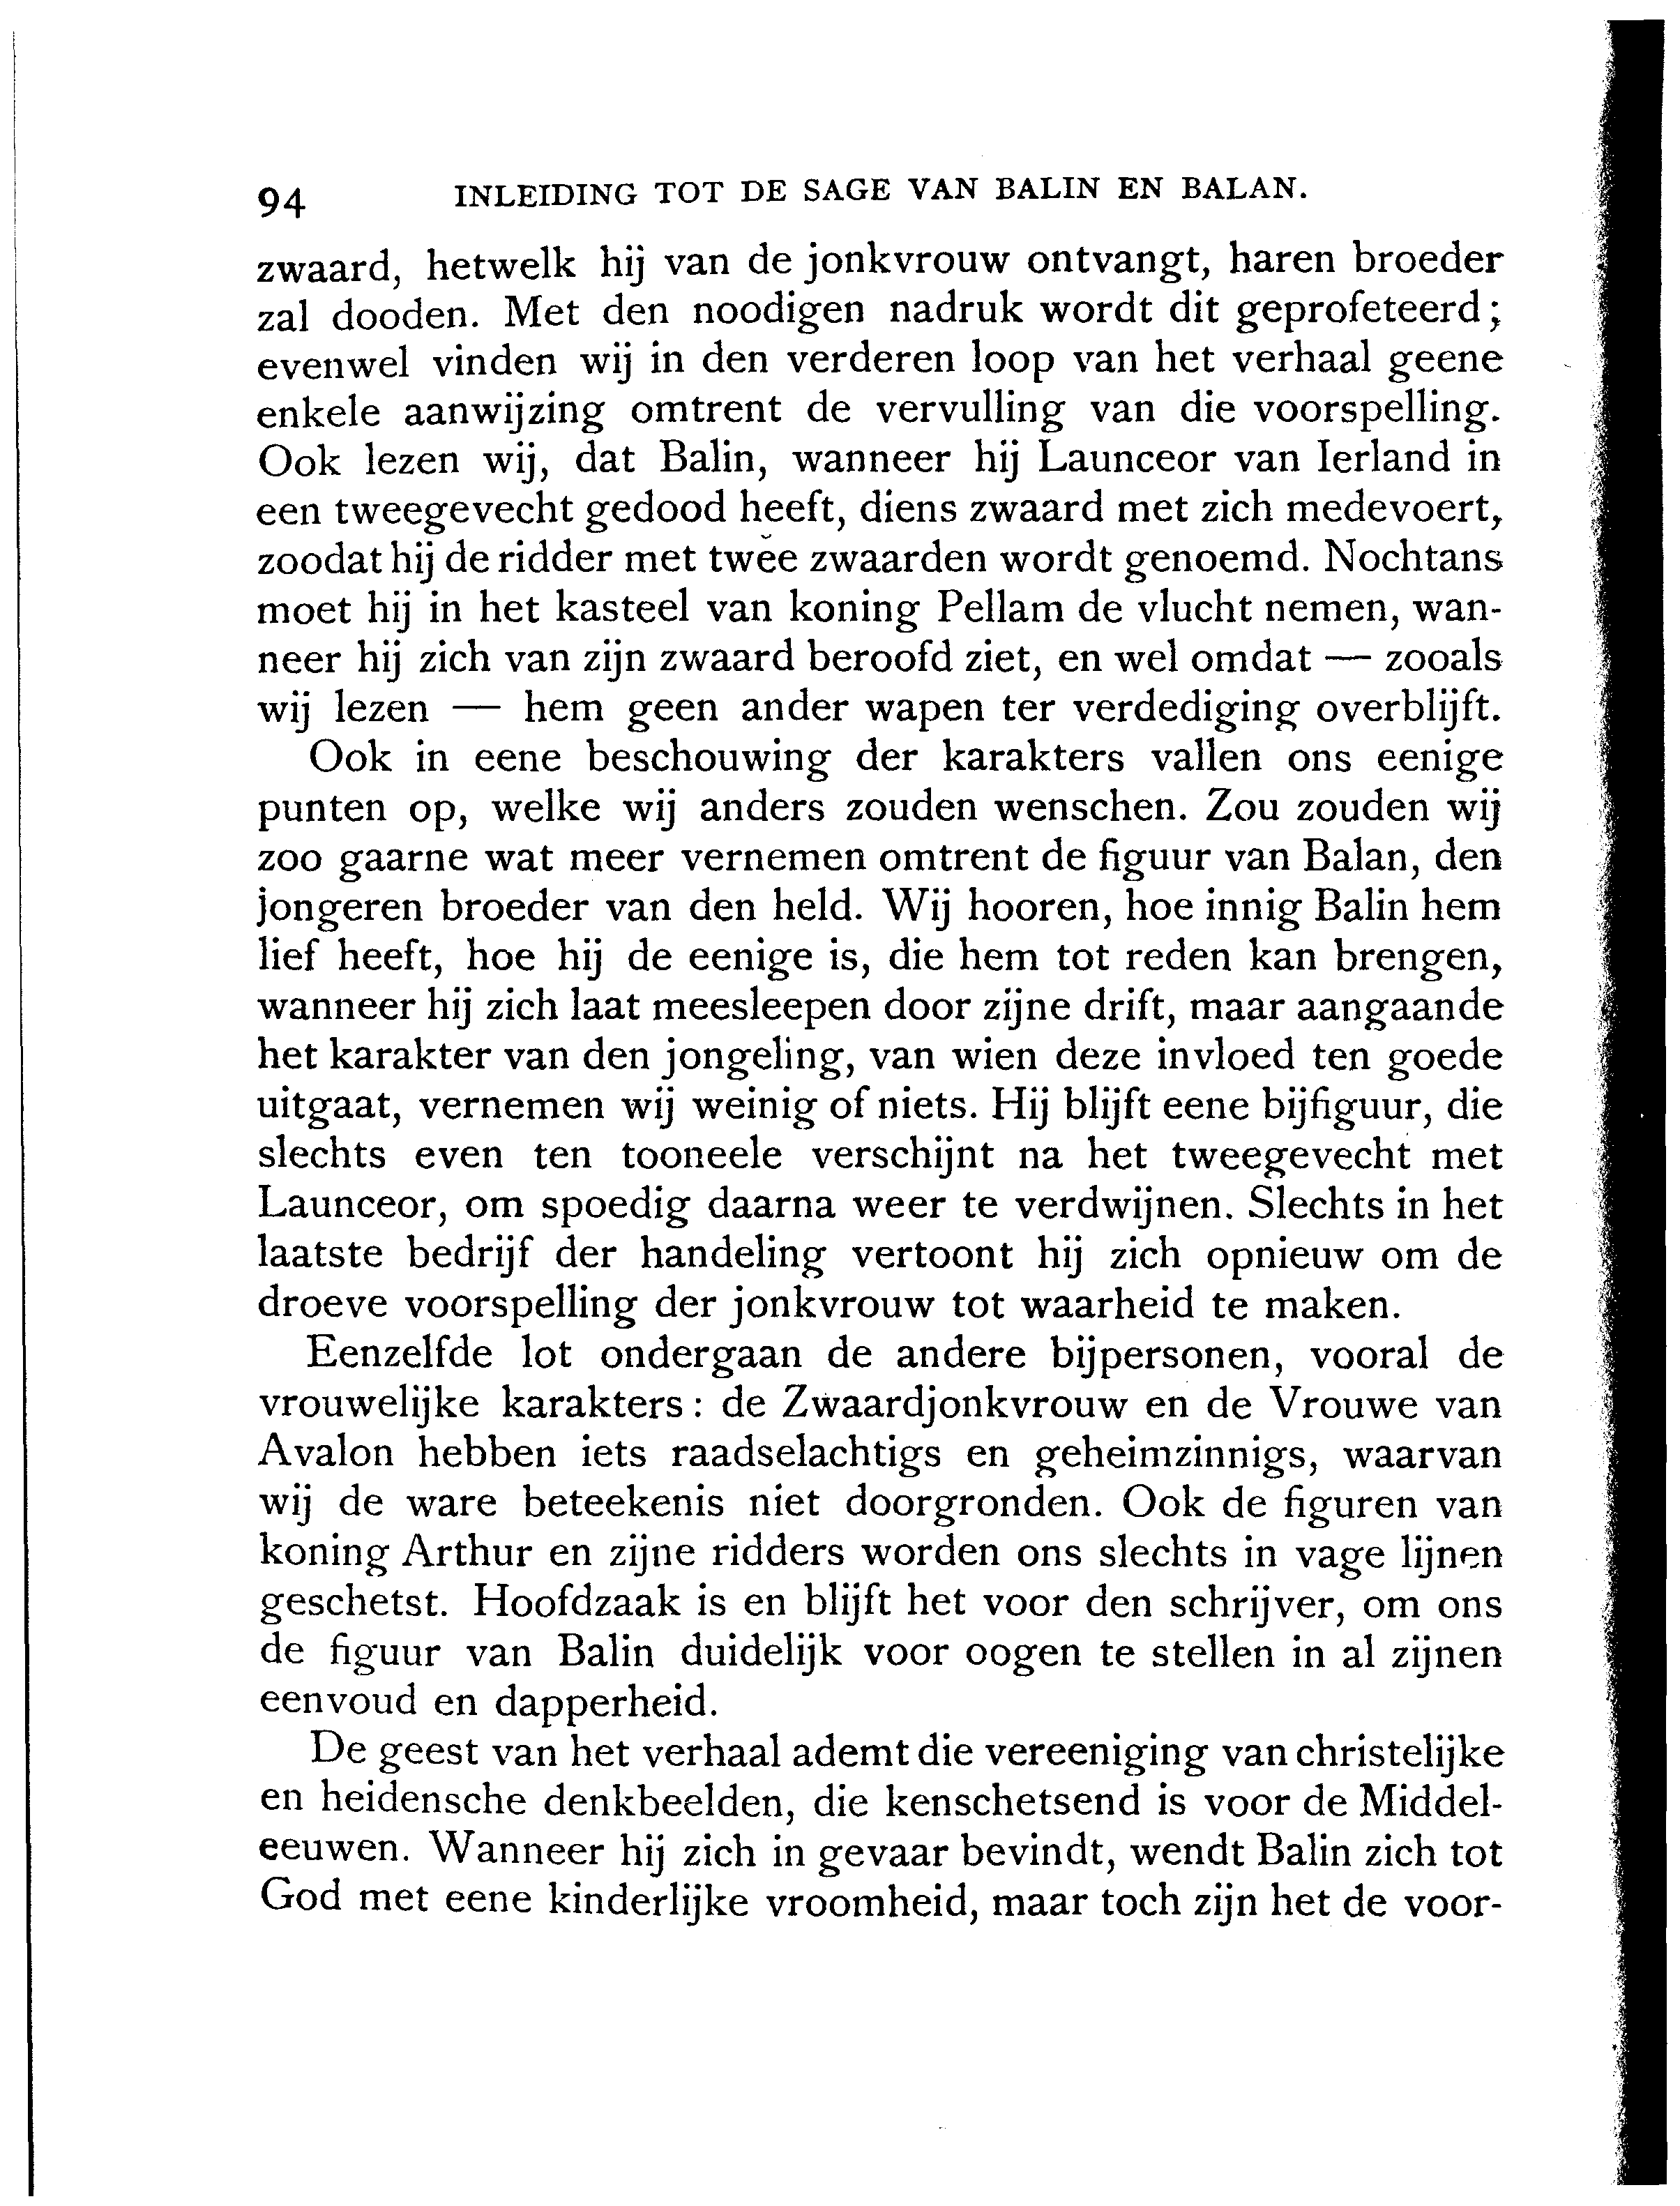 94 INLEIDING TOT DE SAGE VAN BALIN EN BALAN.
zwaard, hetwelk hij van de jonkvrouw ontvangt, haren broeder
zal dooden. Met den noodigen nadruk wordt dit geprofeteerd;
evenwel vinden wij in den verderen loop van het verhaal geene
enkele aanwijzing omtrent de vervulling van die voorspelling.
Ook lezen wij, dat Balin, wanneer hij Launceor van Ierland in
een tweegevecht gedood heeft, diens zwaard met zich medevoert,
zoodat hij de ridder met twee zwaarden wordt genoemd. Nochtans
moet hij in het kasteel van koning Pellam de vlucht nemen, wan-
neer hij zich van zijn zwaard beroofd ziet, en wel omdat — zooals
wij lezen — hem geen ander wapen ter verdediging overblijft.
Ook in eene beschouwing der karakters vallen ons eenige
punten op, welke wij anders zouden wenschen. Zou zouden wij
zoo gaarne wat meer vernemen omtrent de figuur van Balan, den
jongeren broeder van den held. Wij hooren, hoe innig Balin hem
lief heeft, hoe hij de eenige is, die hem tot reden kan brengen,
wanneer hij zich laat meesleepen door zijne drift, maar aangaande
het karakter van den jongeling, van wien deze invloed ten goede
uitgaat, vernemen wij weinig of niets. Hij blijft eene bijfiguur, die
slechts even ten tooneele verschijnt na het tweegevecht met
Launceor, om spoedig daarna weer te verdwijnen. Slechts in het
laatste bedrijf der handeling vertoont hij zich opnieuw om de
droeve voorspelling der jonkvrouw tot waarheid te maken.
Eenzelfde lot ondergaan de andere bijpersonen, vooral de
vrouwelijke karakters: de Zwaardjonkvrouw en de Vrouwe van
Avalon hebben iets raadselachtigs en geheimzinnigs, waarvan
wij de ware beteekenis niet doorgronden. Ook de figuren van
koning Arthur en zijne ridders worden ons slechts in vage lijnen
geschetst. Hoofdzaak is en blijft het voor den schrijver, om ons
de figuur van Balin duidelijk voor oogen te stellen in al zijnen
eenvoud en dapperheid.
De geest van het verhaal ademt die vereeniging van christelijke
en heidensche denkbeelden, die kenschetsend is voor de Middel-
eeuwen. Wanneer hij zich in gevaar bevindt, wendt Balin zich tot
God met eene kinderlijke vroomheid, maar toch zijn het de voor-